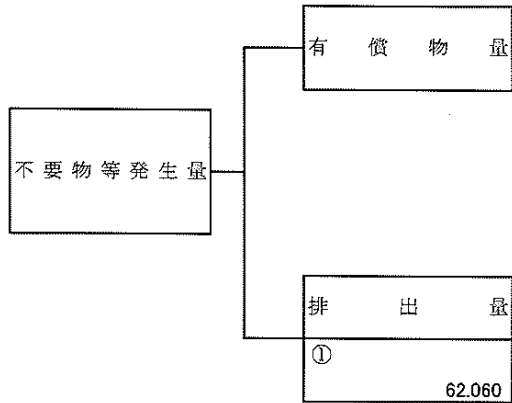 有償物量
不要物等発生量
排出量
①
62.060